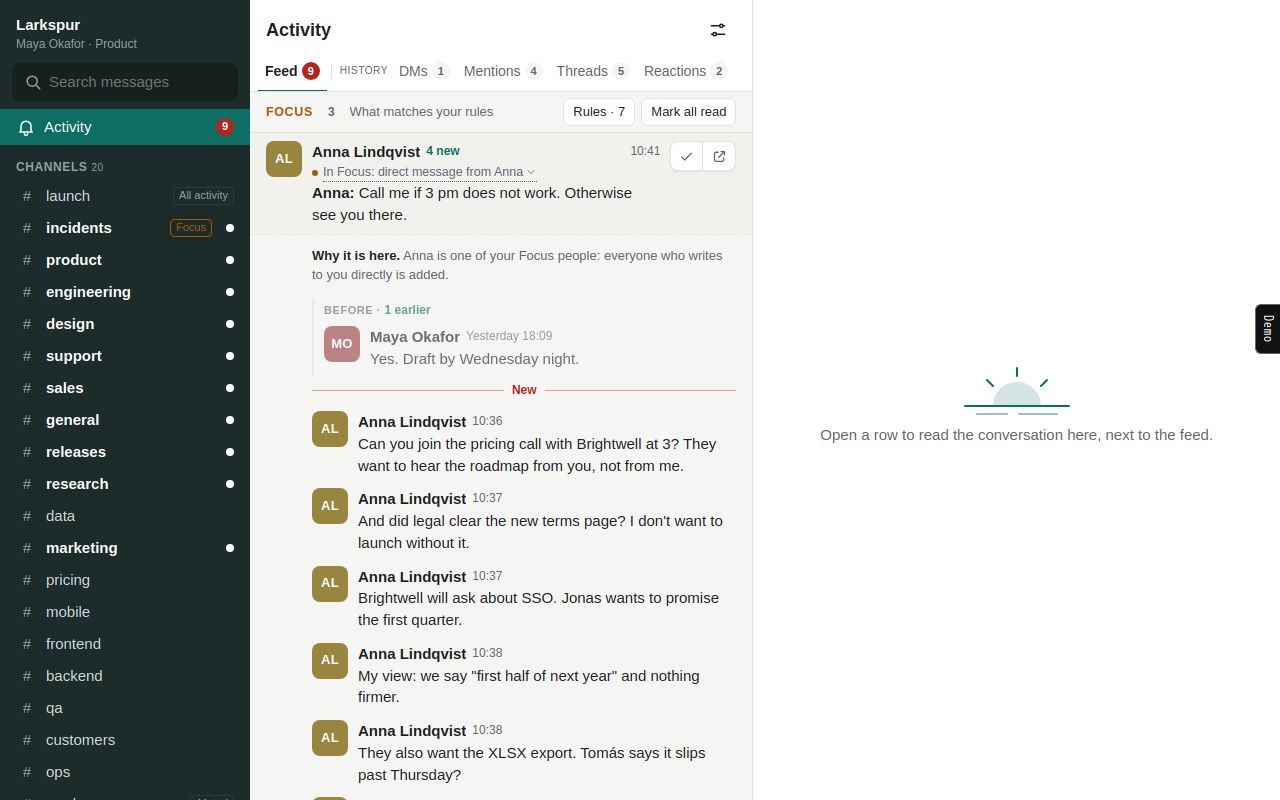 Larkspur
Maya Okafor · Product
Search messages
Activity 9
CHANNELS 20
# launch All activity
# incidents Focus
# product
# engineering
# design
# support
# sales
# general
# releases
# research
# data
# marketing
# pricing
# mobile
# frontend
# backend
# qa
# customers
# ops
Activity
Feed 9 HISTORY DMs 1 Mentions 4 Threads 5 Reactions 2
FOCUS 3 What matches your rules Rules · 7 Mark all read
AL Anna Lindqvist 4 new 10:41
In Focus: direct message from Anna
Anna: Call me if 3 pm does not work. Otherwise
see you there.
Why it is here. Anna is one of your Focus people: everyone who writes
to you directly is added.
BEFORE · 1 earlier
MO Maya Okafor Yesterday 18:09
Yes. Draft by Wednesday night.
New
AL Anna Lindqvist 10:36
Can you join the pricing call with Brightwell at 3? They
want to hear the roadmap from you, not from me.
AL Anna Lindqvist 10:37
And did legal clear the new terms page? I don't want to
launch without it.
AL Anna Lindqvist 10:37
Brightwell will ask about SSO. Jonas wants to promise
the first quarter.
AL Anna Lindqvist 10:38
My view: we say "first half of next year" and nothing
firmer.
AL Anna Lindqvist 10:38
They also want the XLSX export. Tomás says it slips
past Thursday?
Open a row to read the conversation here, next to the feed.
Demo